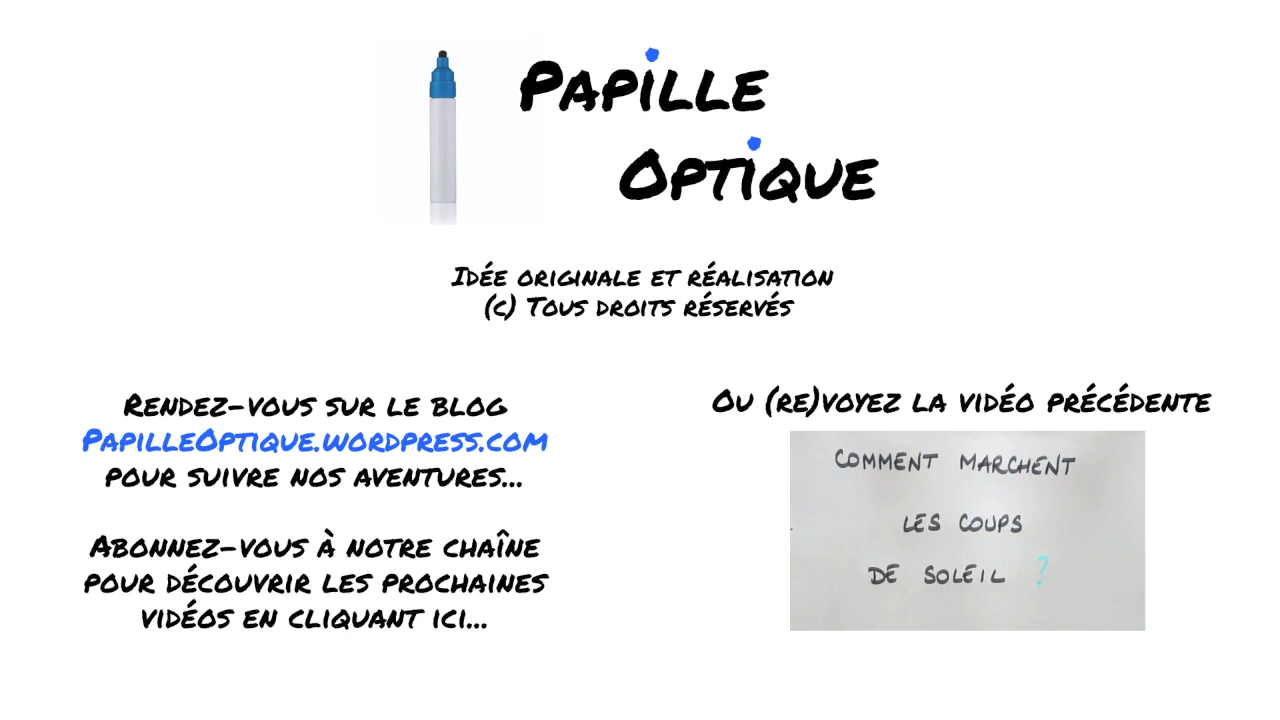 Papille
Optique
Idée originale et réalisation
(c) Tous droits réservés
Rendez-vous sur le blog
PapilleOptique.wordpress.com
pour suivre nos aventures...
Abonnez-vous à notre chaîne
pour découvrir les prochaines
vidéos en cliquant ici...
Ou (re)voyez la vidéo précédente
COMMENT MARCHENT
LES COUPS
DE SOLEIL ?